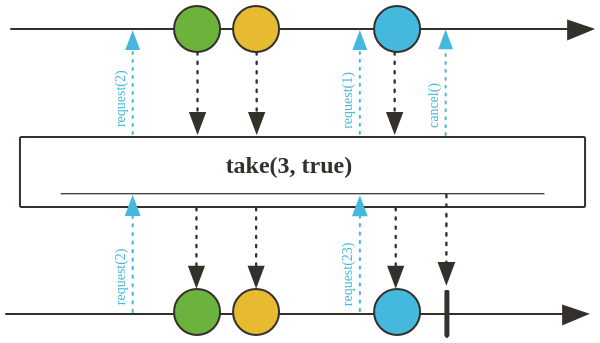 request(2)
request(1)
cancel()
take(3, true)
request(2)
request(23)